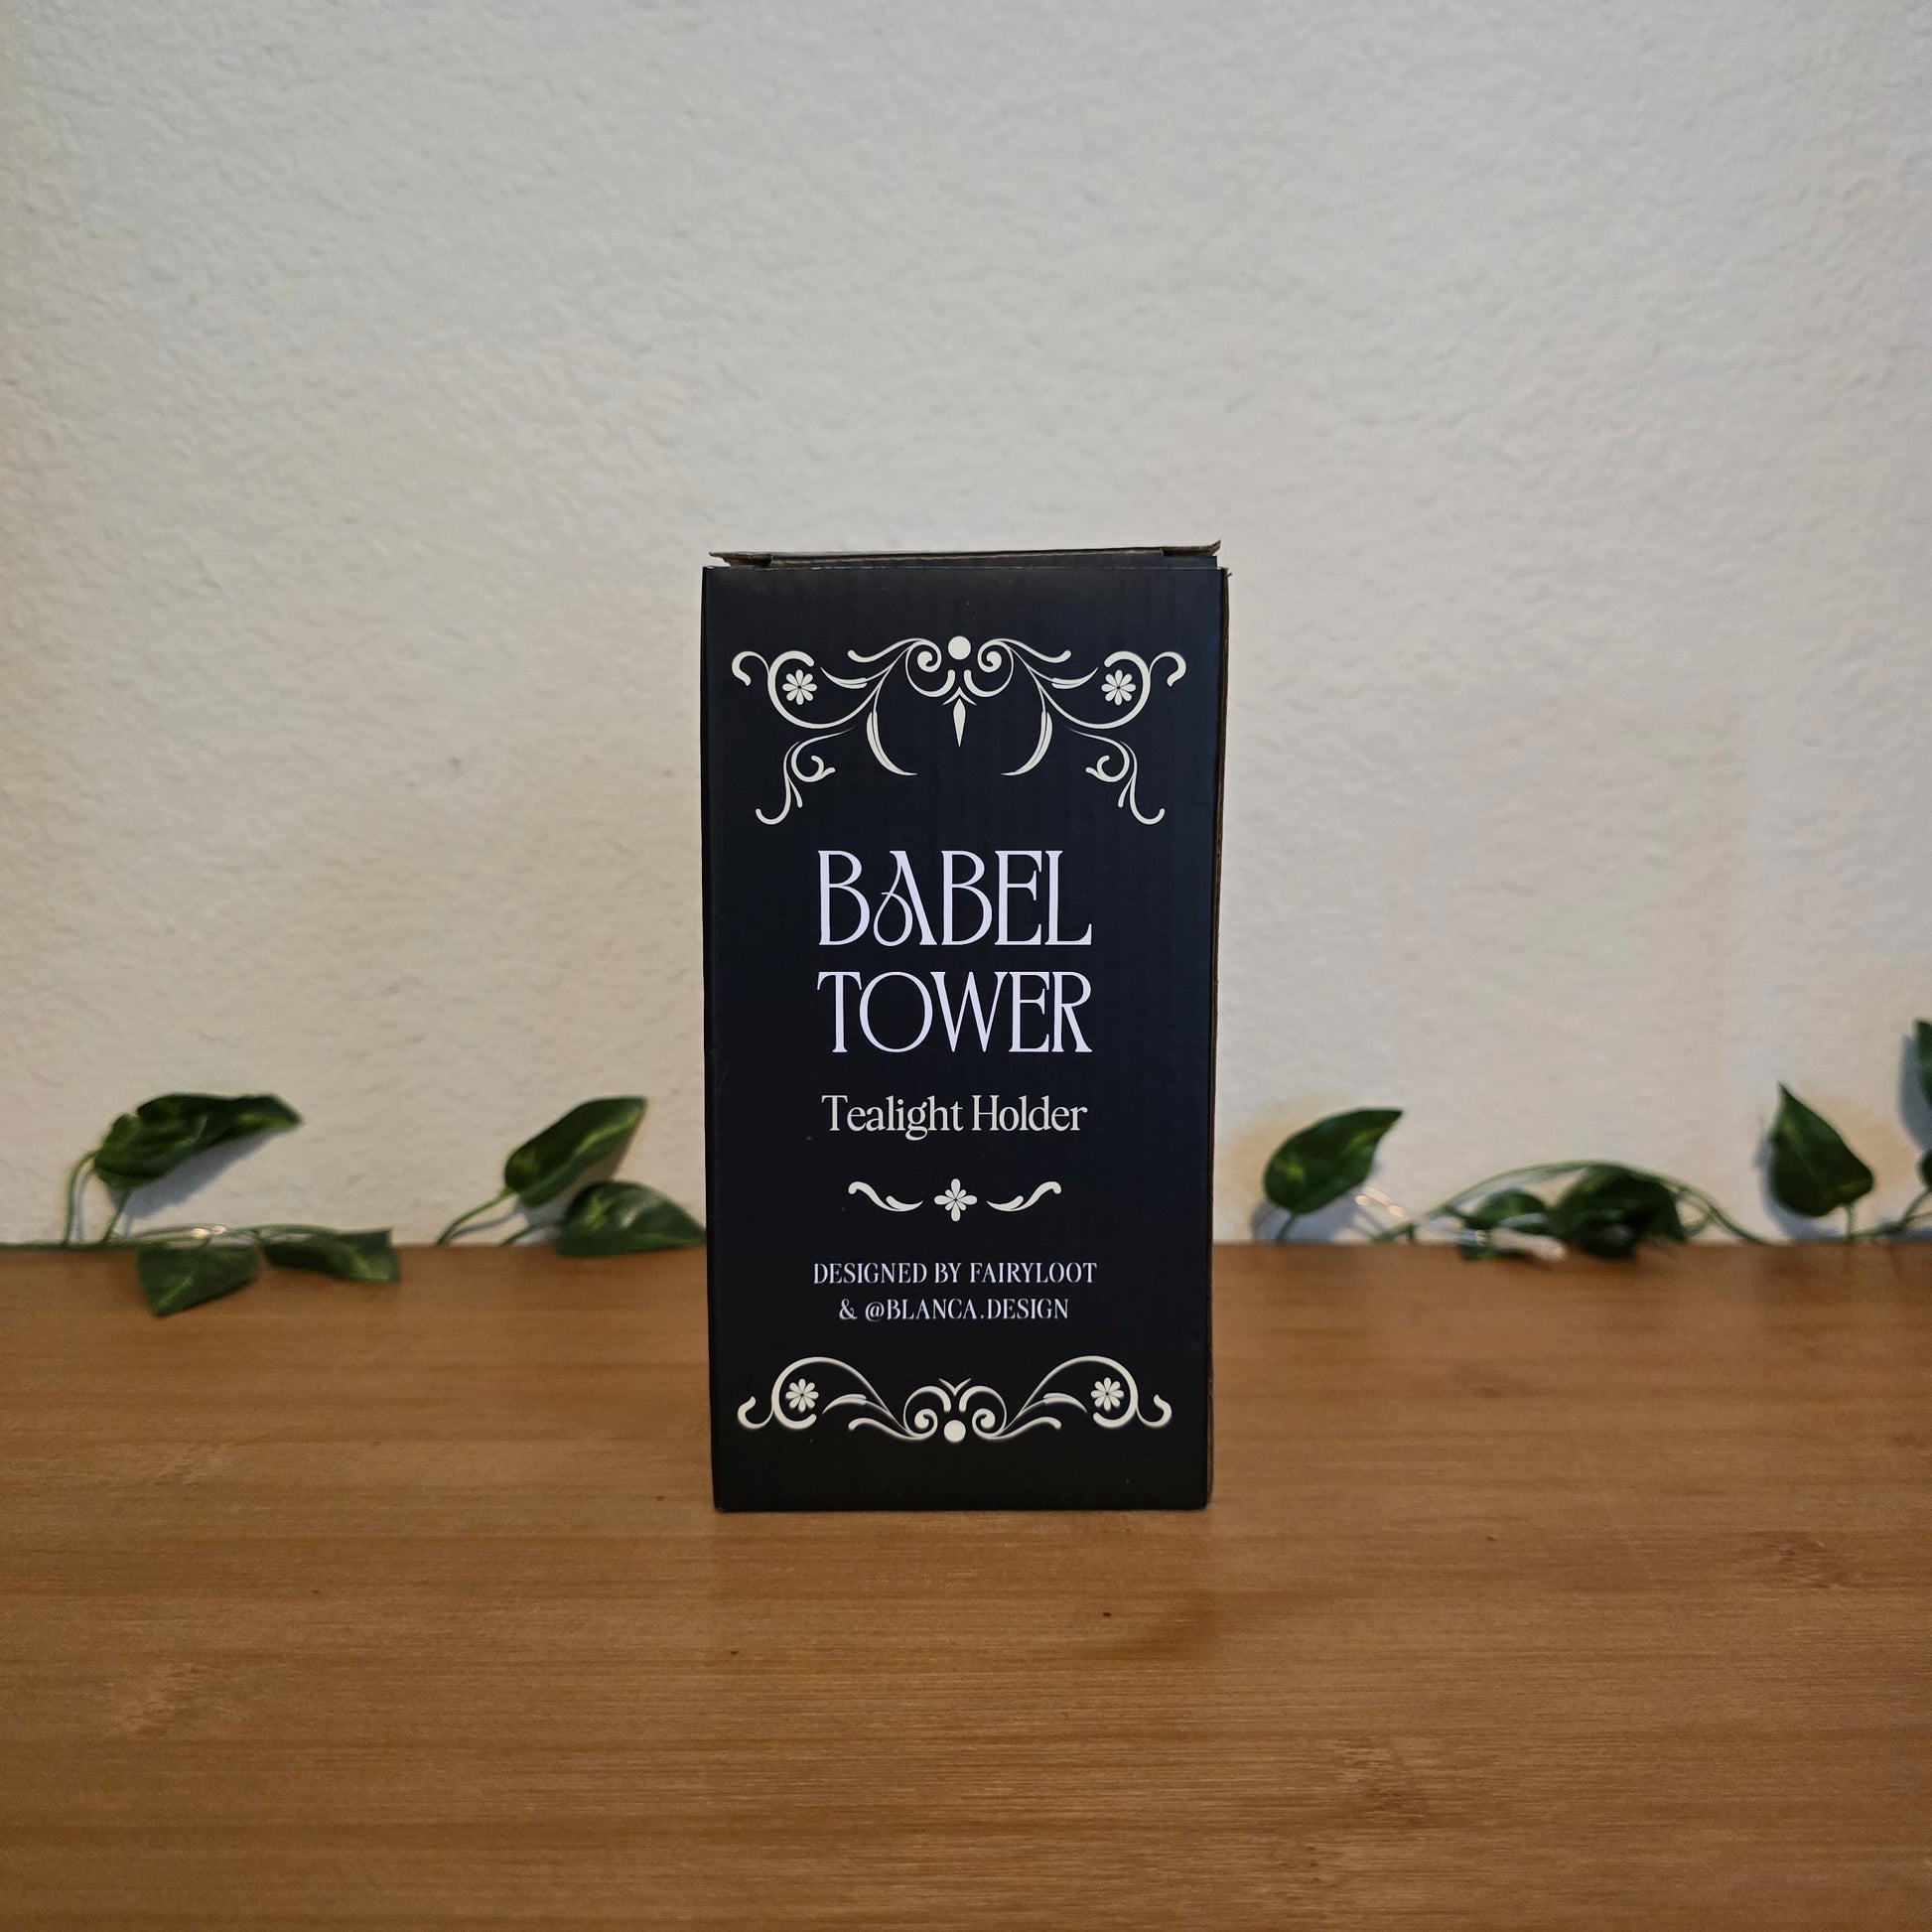 BABEL
TOWER
Tealight Holder
DESIGNED BY FAIRYLOOT
& @BLANCA.DESIGN